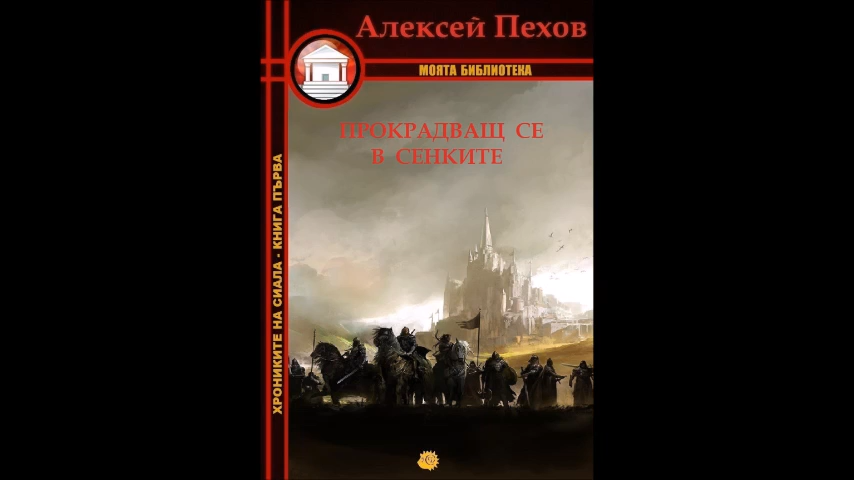 Алексей Пехов
МОЯТА БИБЛИОТЕКА
ПРОКРАДВАЩ СЕ
В СЕНКИТЕ
ХРОНИКИТЕ НА СИАЛА - КНИГА ПЪРВА